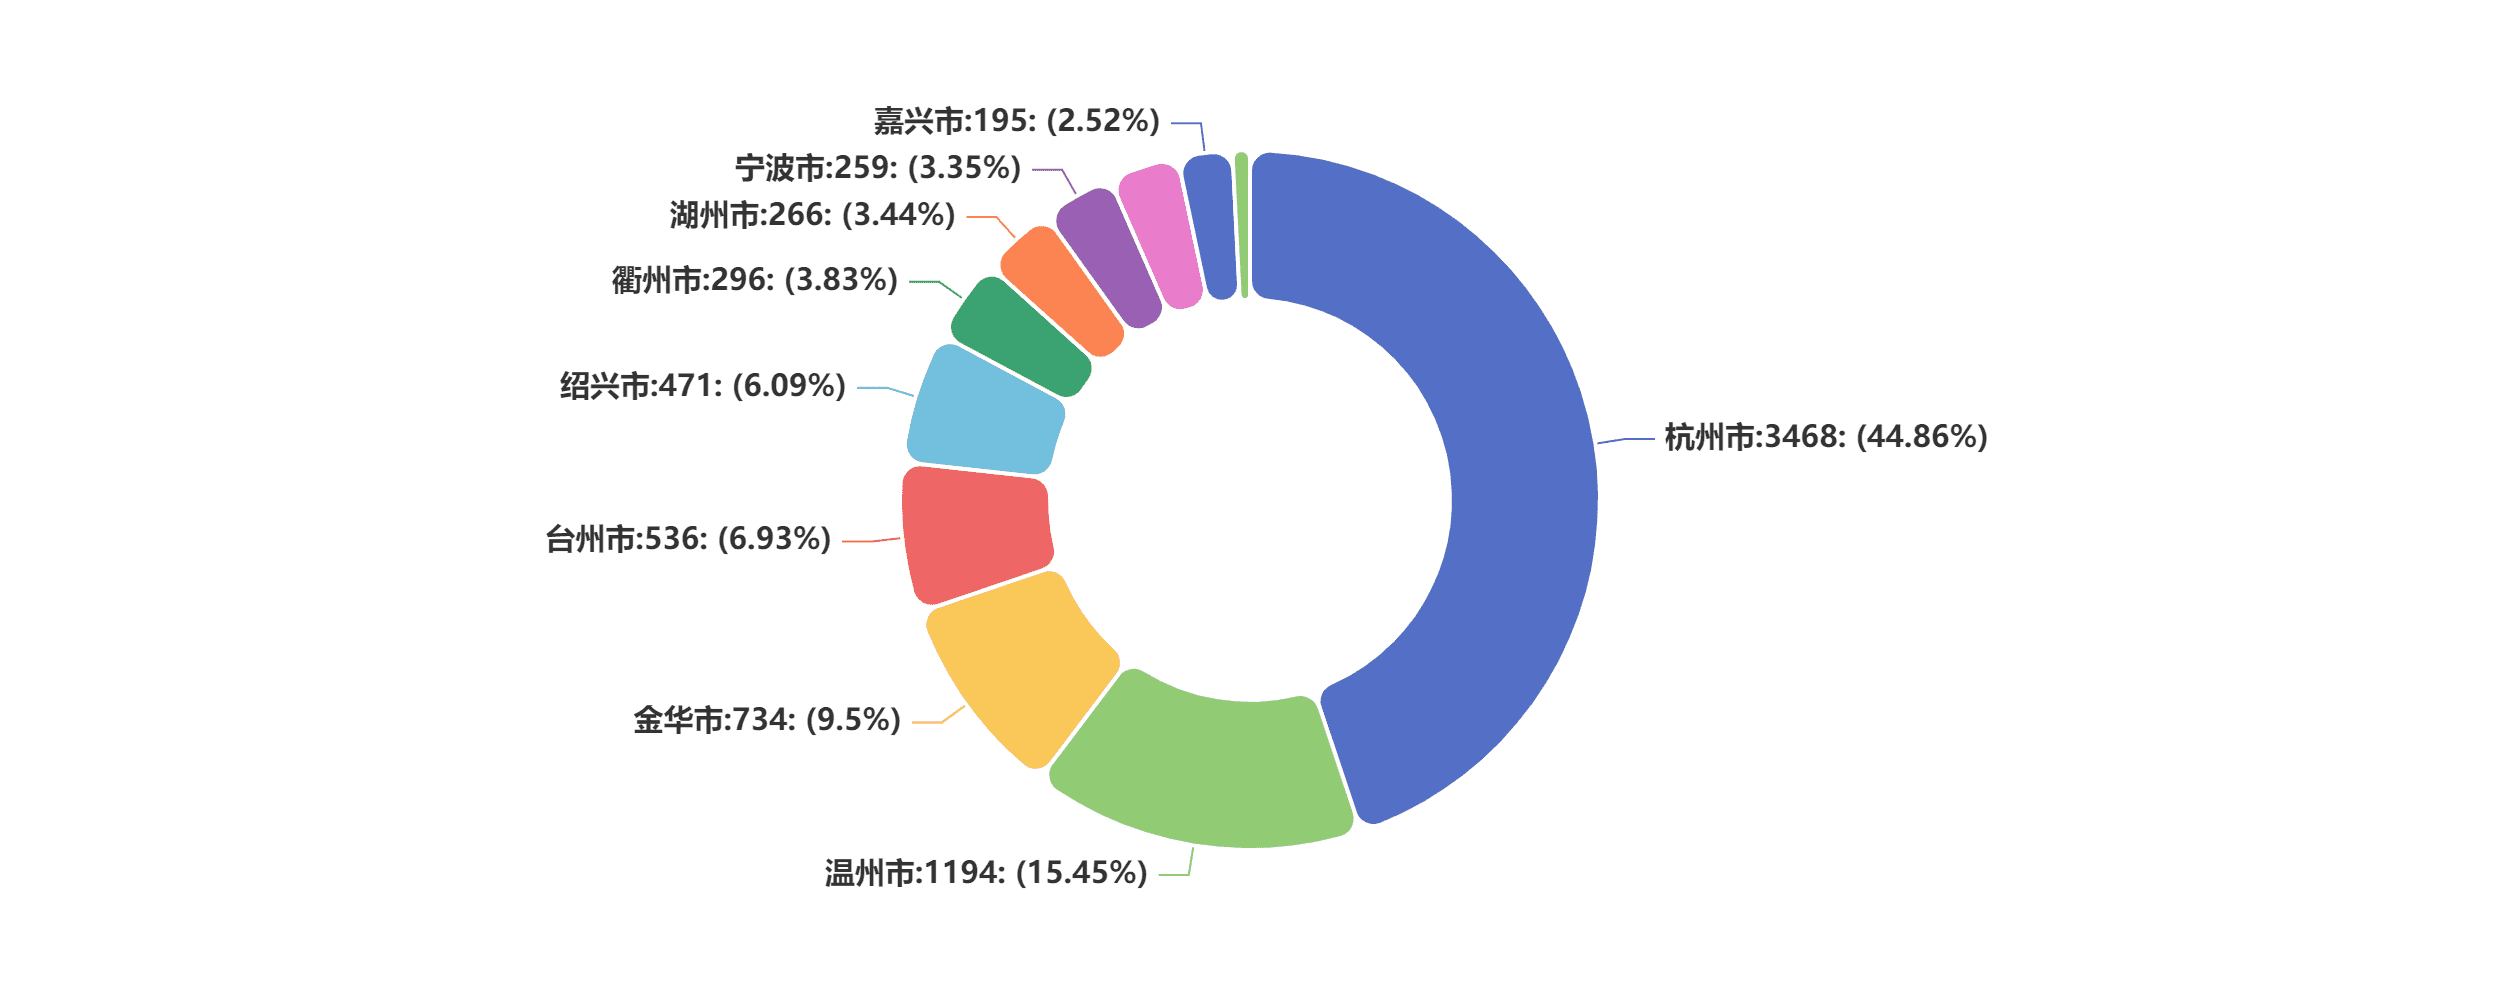 嘉兴市:195: (2.52%)
宁波市:259: (3.35%)
湖州市:266: (3.44%)
衢州市:296: (3.83%)
绍兴市:471: (6.09%)
杭州市:3468: (44.86%)
台州市:536: (6.93%)
金华市:734: (9.5%)
温州市:1194: (15.45%)